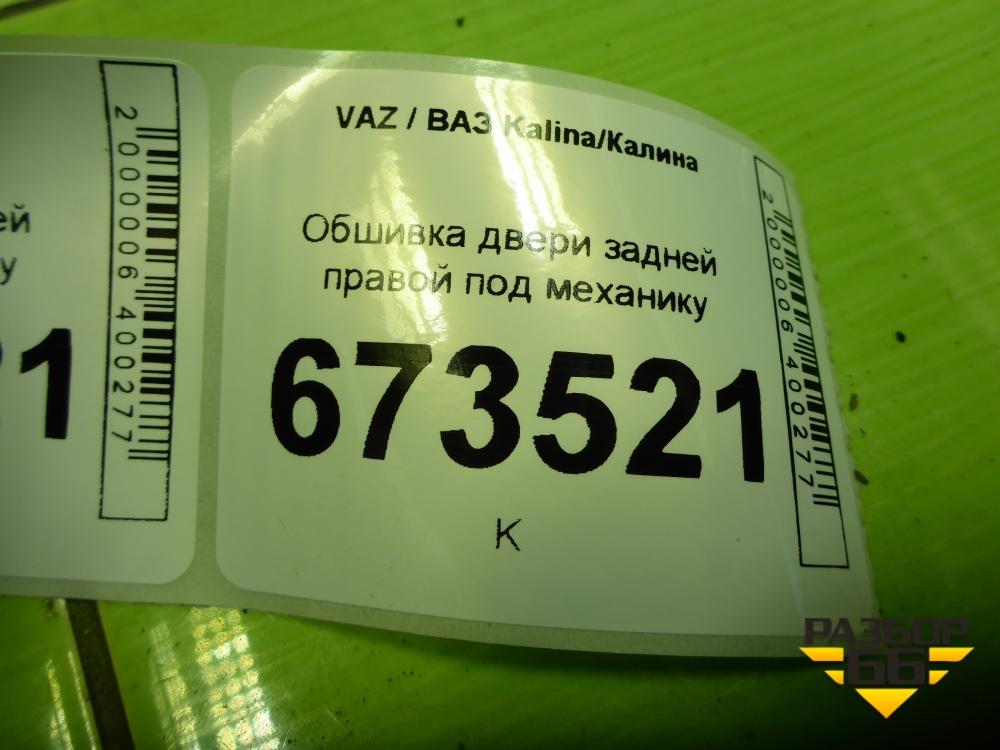 ей
у
21
2000006400277
VAZ / ВАЗ Kalina/Калина
Обшивка двери задней
правой под механику
673521
К
2000006400277
РАЗБОР
66